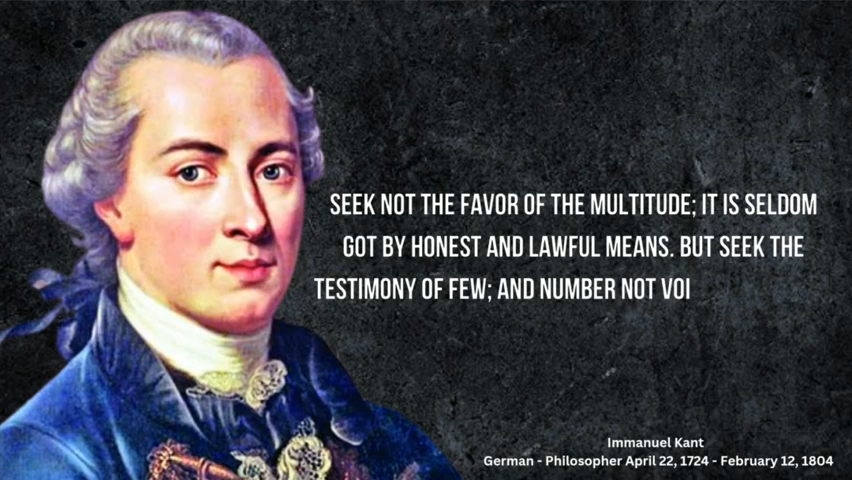 SEEK NOT THE FAVOR OF THE MULTITUDE; IT IS SELDOM
GOT BY HONEST AND LAWFUL MEANS. BUT SEEK THE
TESTIMONY OF FEW; AND NUMBER NOT VOI
Immanuel Kant
German - Philosopher April 22, 1724 - February 12, 1804